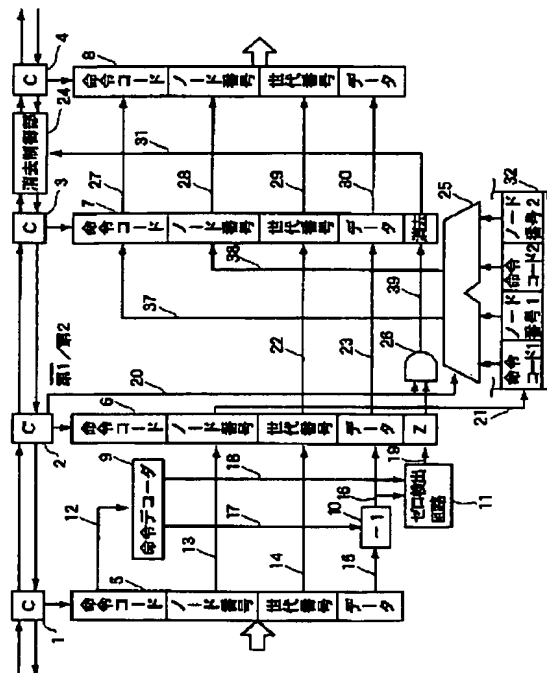 C
C
C
消去制御部
C
1
2
3
24
4
第1/第2
5
命令コード
ノード番号
世代番号
データ
12
9
命令デコーダ
13
14
15
16
17
18
10
-1
ゼロ検出
回路
11
19
6
命令コード
ノード番号
世代番号
データ
Z
20
21
22
23
26
37
38
39
7
命令コード
ノード番号
世代番号
データ
消去
27
28
29
30
31
8
命令コード
ノード番号
世代番号
データ
25
32
命令
コード1
ノード
番号1
命令
コード2
ノード
番号2